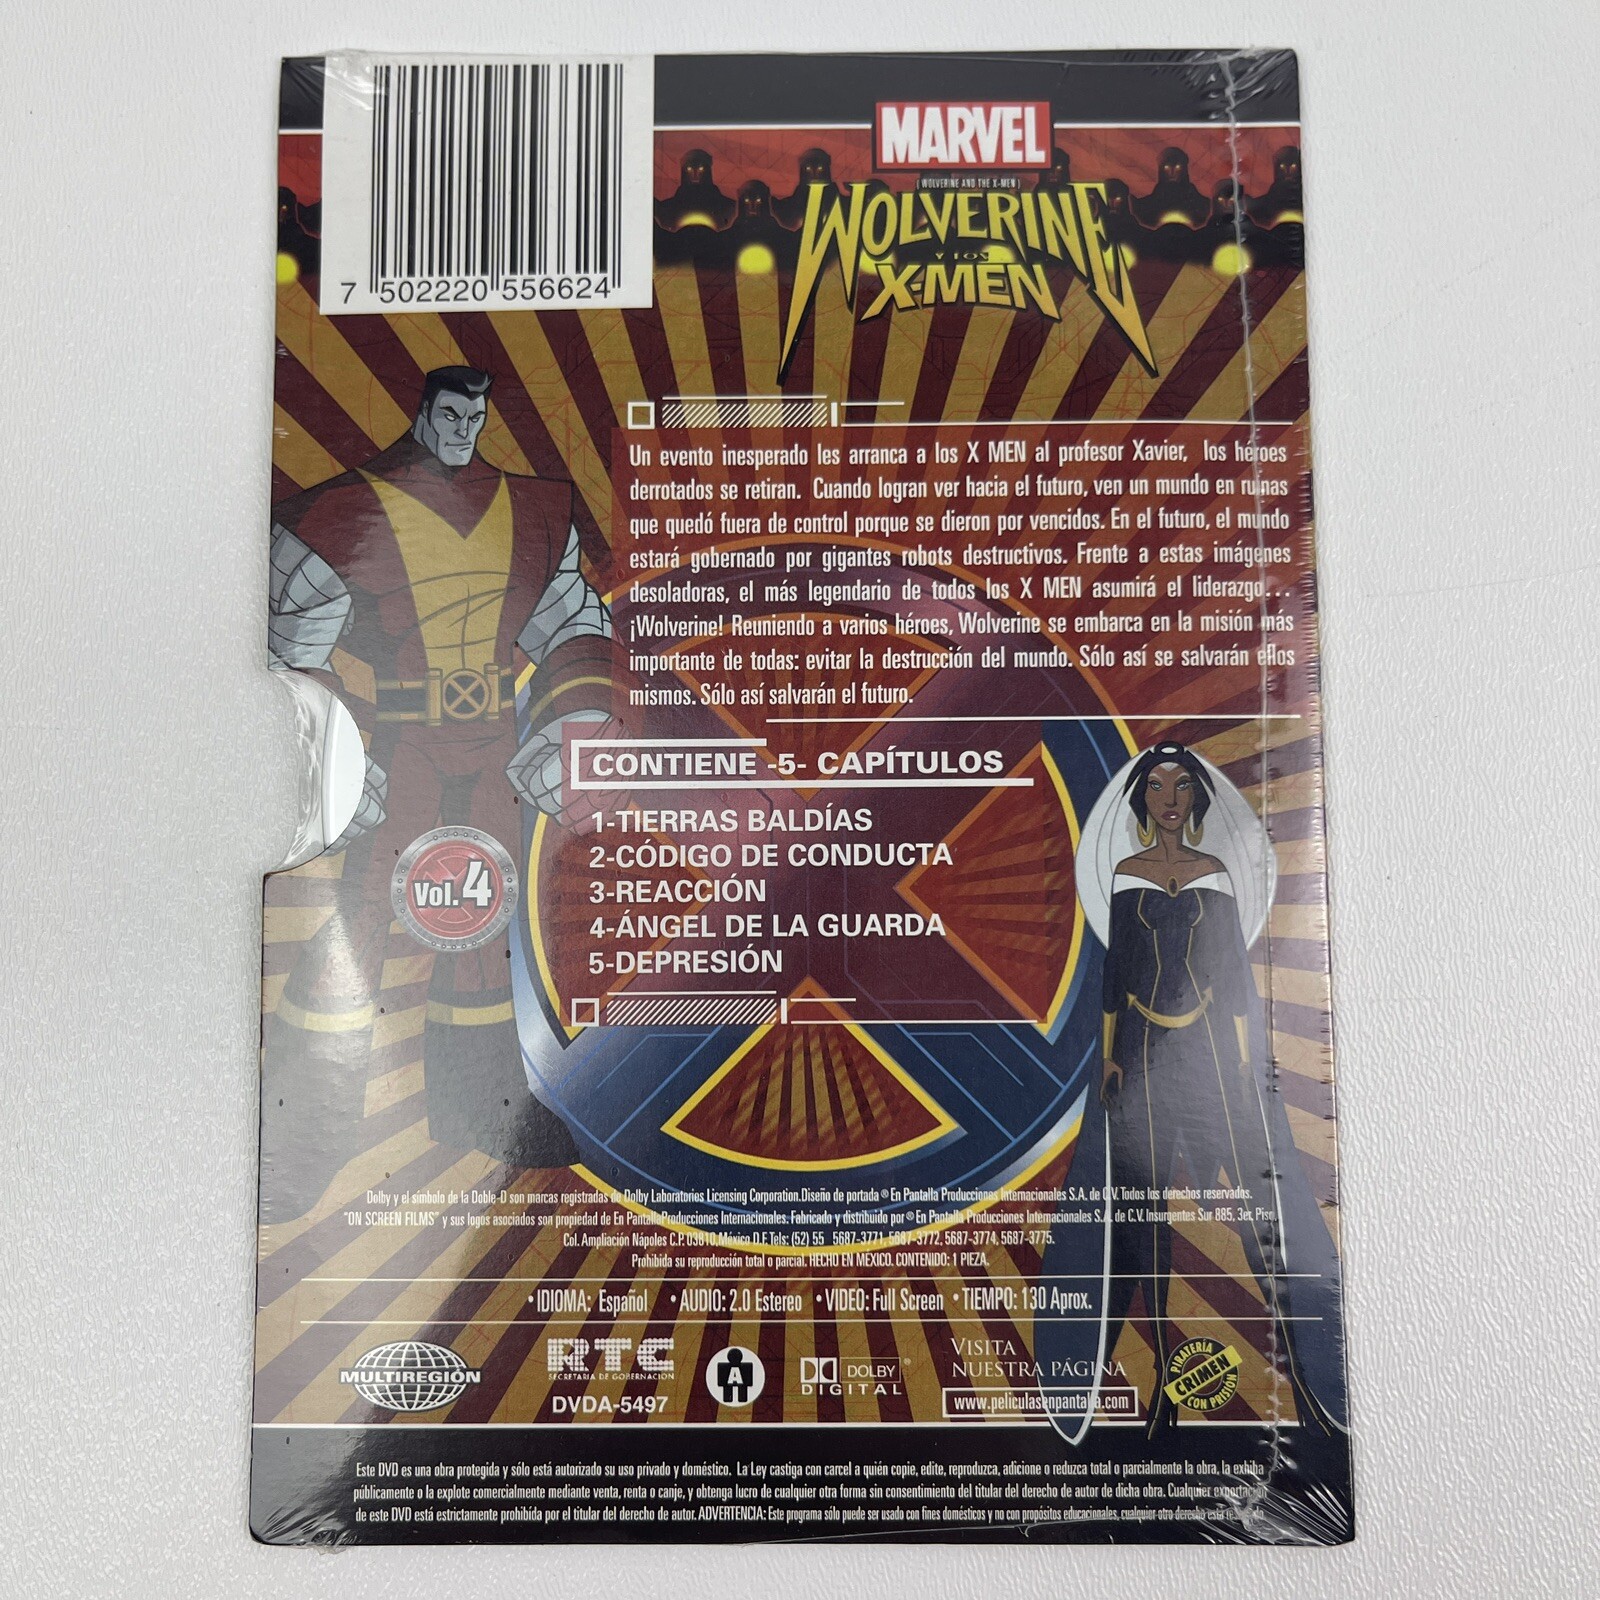 7 502220 556624
MARVEL
( WOLVERINE AND THE X-MEN )
WOLVERINE
Y LOS
X-MEN
Un evento inesperado les arranca a los X MEN al profesor Xavier, los héroes
derrotados se retiran. Cuando logran ver hacia el futuro, ven un mundo en ruinas
que quedó fuera de control porque se dieron por vencidos. En el futuro, el mundo
estará gobernado por gigantes robots destructivos. Frente a estas imágenes
desoladoras, el más legendario de todos los X MEN asumirá el liderazgo...
¡Wolverine! Reuniendo a varios héroes, Wolverine se embarca en la misión más
importante de todas: evitar la destrucción del mundo. Sólo así se salvarán ellos
mismos. Sólo así salvarán el futuro.
CONTIENE -5- CAPÍTULOS
1-TIERRAS BALDÍAS
2-CÓDIGO DE CONDUCTA
3-REACCIÓN
4-ÁNGEL DE LA GUARDA
5-DEPRESIÓN
Vol. 4
Dolby y el símbolo de la Doble-D son marcas registradas de Dolby Laboratories Licensing Corporation.Diseño de portada ® En Pantalla Producciones Internacionales S.A. de C.V. Todos los derechos reservados.
"ON SCREEN FILMS" y sus logos asociados son propiedad de En PantallaProducciones Internacionales. Fabricado y distribuido por ® En Pantalla Producciones Internacionales S.A. de C.V. Insurgentes Sur 885, 3er. Piso,
Col. Ampliación Nápoles C.P. 03810,México D.F. Tels: (52) 55 5687-3771, 5687-3772, 5687-3774, 5687-3775.
Prohibida su reproducción total o parcial. HECHO EN MEXICO. CONTENIDO: 1 PIEZA.
• IDIOMA: Español • AUDIO: 2.0 Estereo • VIDEO: Full Screen • TIEMPO: 130 Aprox.
MULTIREGIÓN
RTC
SECRETARIA DE GOBERNACION
DVDA-5497
A
DOLBY
DIGITAL
VISITA
NUESTRA PÁGINA
www.peliculasenpantalla.com
PIRATERÍA
CRIMEN
CON PRISIÓN
Este DVD es una obra protegida y sólo está autorizado su uso privado y doméstico. La Ley castiga con carcel a quién copie, edite, reproduzca, adicione o reduzca total o parcialmente la obra, la exhiba
públicamente o la explote comercialmente mediante venta, renta o canje, y obtenga lucro de cualquier otra forma sin consentimiento del titular del derecho de autor de dicha obra. Cualquier exportación
de este DVD está estrictamente prohibida por el titular del derecho de autor. ADVERTENCIA: Este programa sólo puede ser usado con fines domésticos y no con propósitos educacionales, cualquier otro derecho está